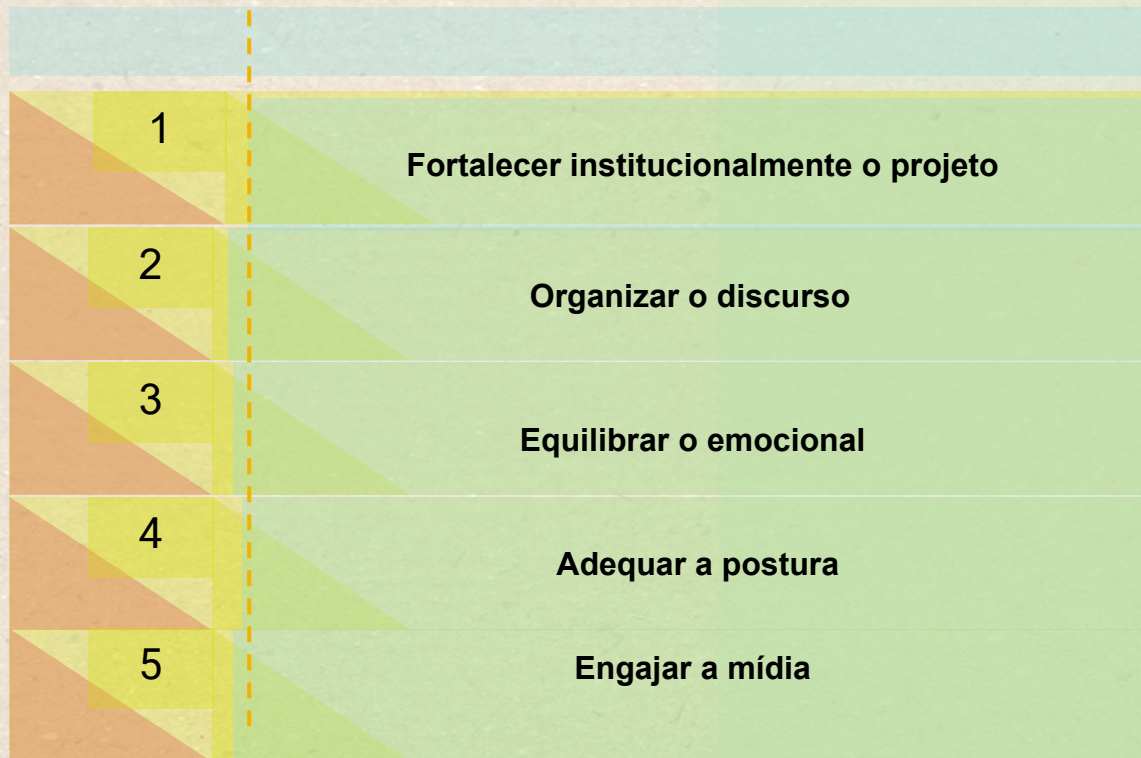 1
Fortalecer institucionalmente o projeto
2
Organizar o discurso
3
Equilibrar o emocional
4
Adequar a postura
5
Engajar a mídia